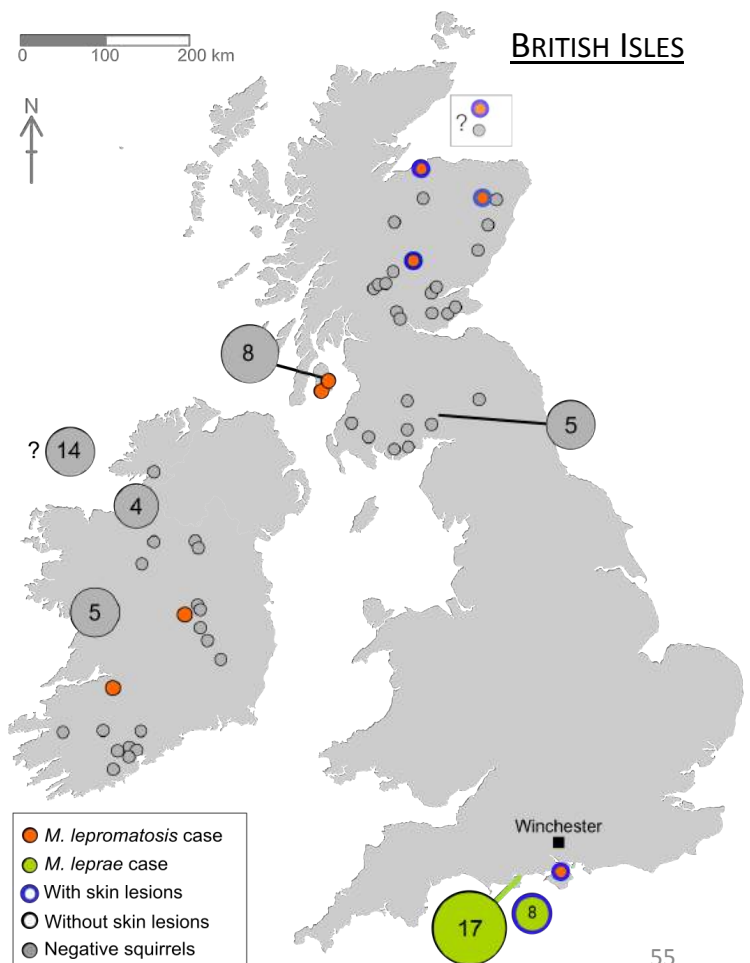 BRITISH ISLES
0 100 200 km
N
?
8
5
? 14
4
5
Winchester
17
8
M. lepromatosis case
M. leprae case
With skin lesions
Without skin lesions
Negative squirrels
55